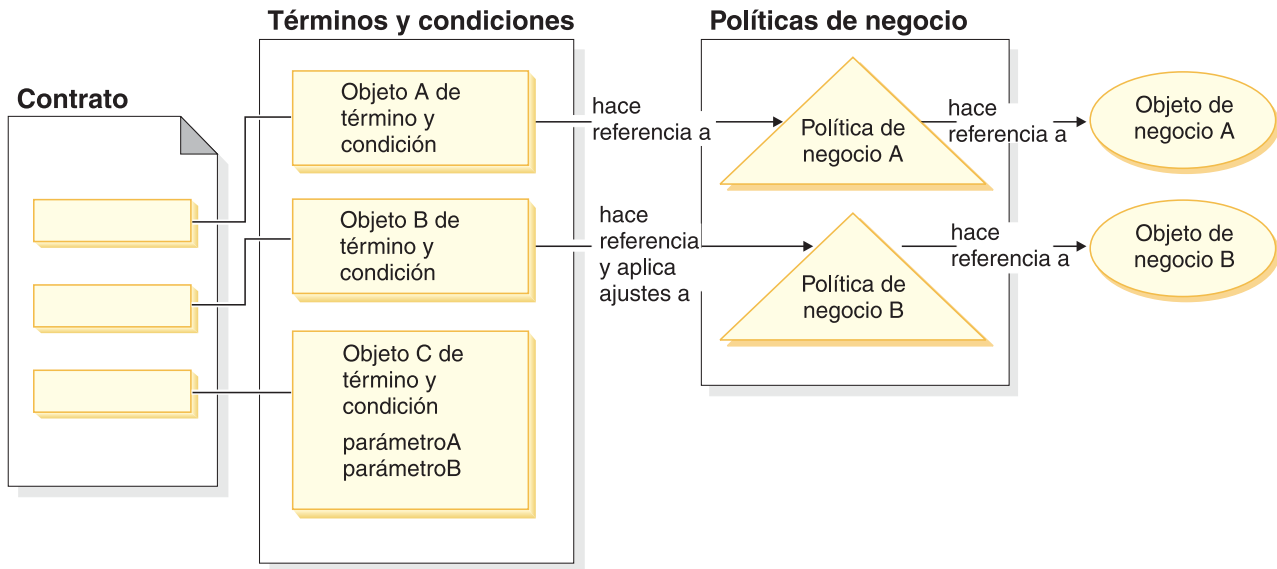 Términos y condiciones
Políticas de negocio
Contrato
Objeto A de
término y
condición
hace
referencia a
Política de
negocio A
hace
referencia a
Objeto de
negocio A
Objeto B de
término y
condición
hace
referencia
y aplica
ajustes a
Política de
negocio B
hace
referencia a
Objeto de
negocio B
Objeto C de
término y
condición
parámetroA
parámetroB